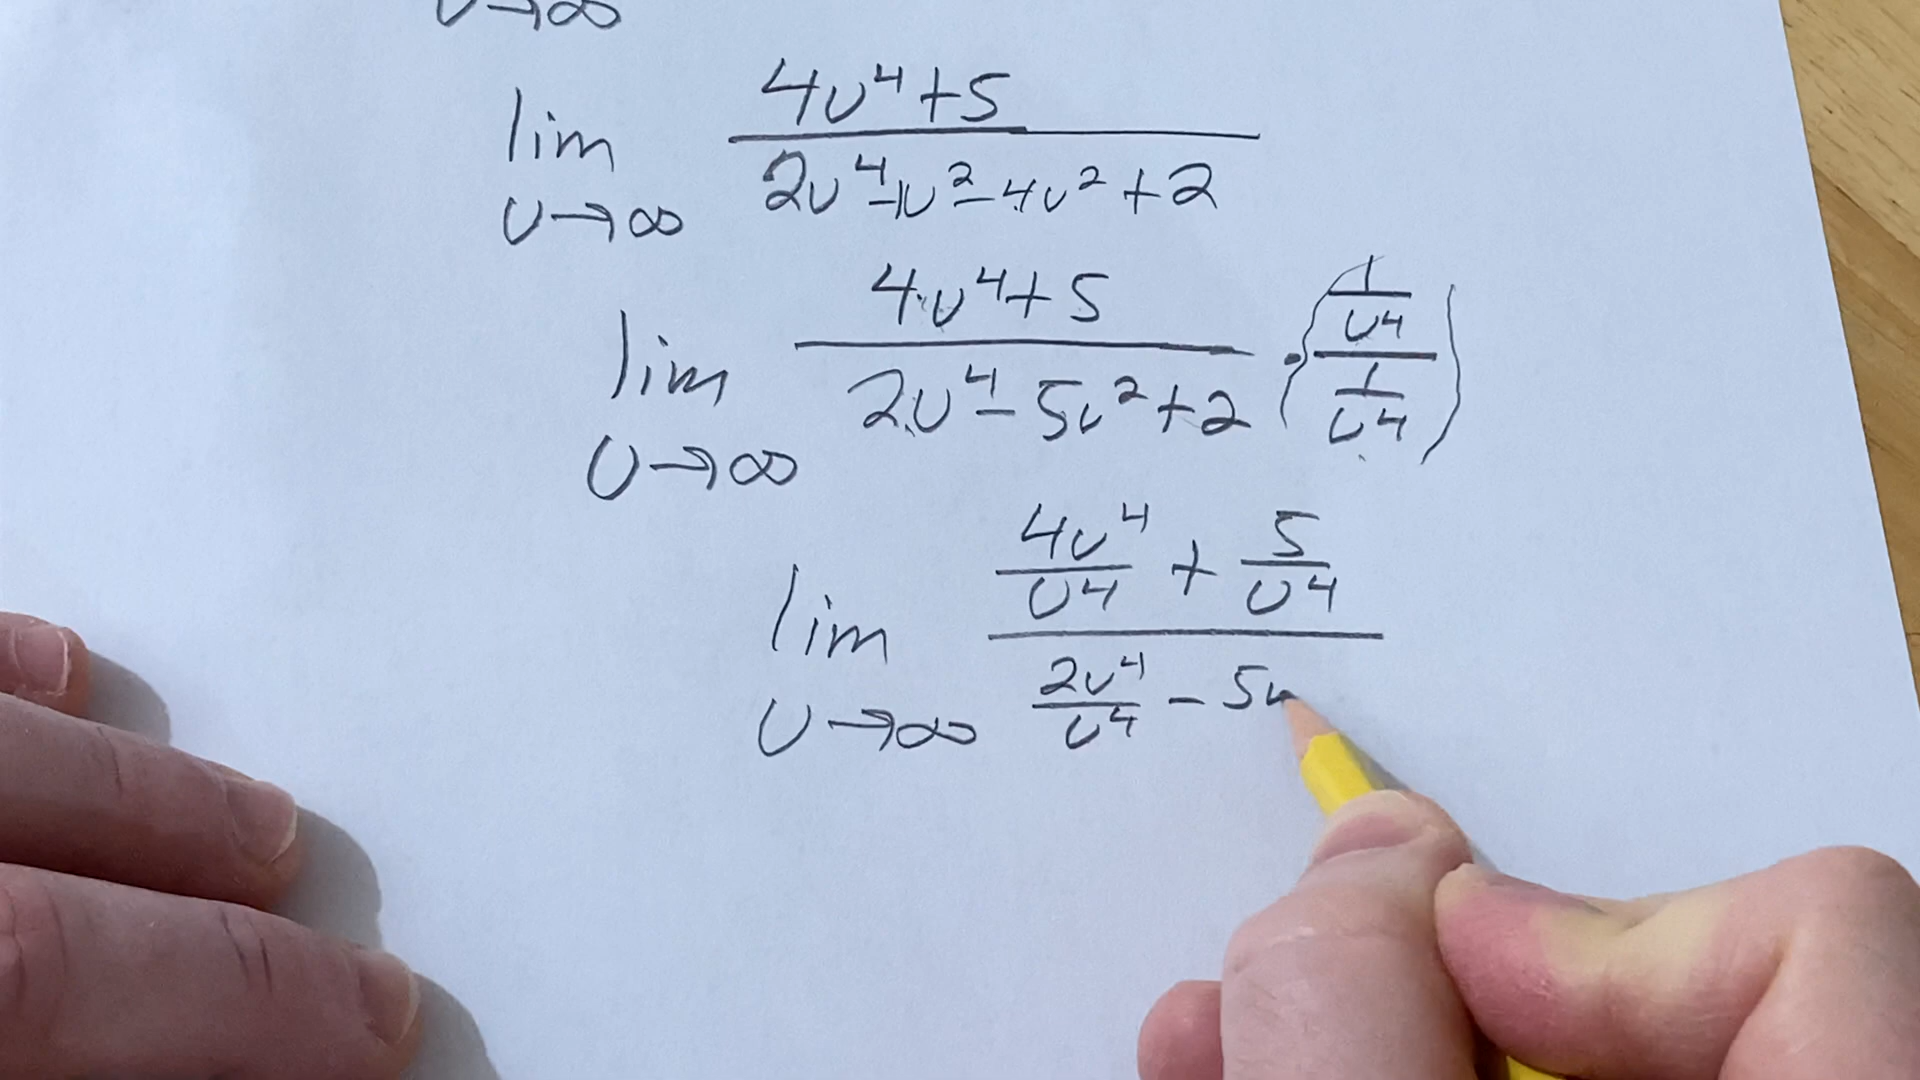 U→∞
lim 4u⁴+5 / 2u⁴-1u²-4u²+2
U→∞
lim 4u⁴+5 / 2u⁴-5u²+2 · (1/u⁴ / 1/u⁴)
U→∞
lim 4u⁴/u⁴ + 5/u⁴ / 2u⁴/u⁴ - 5u
U→∞